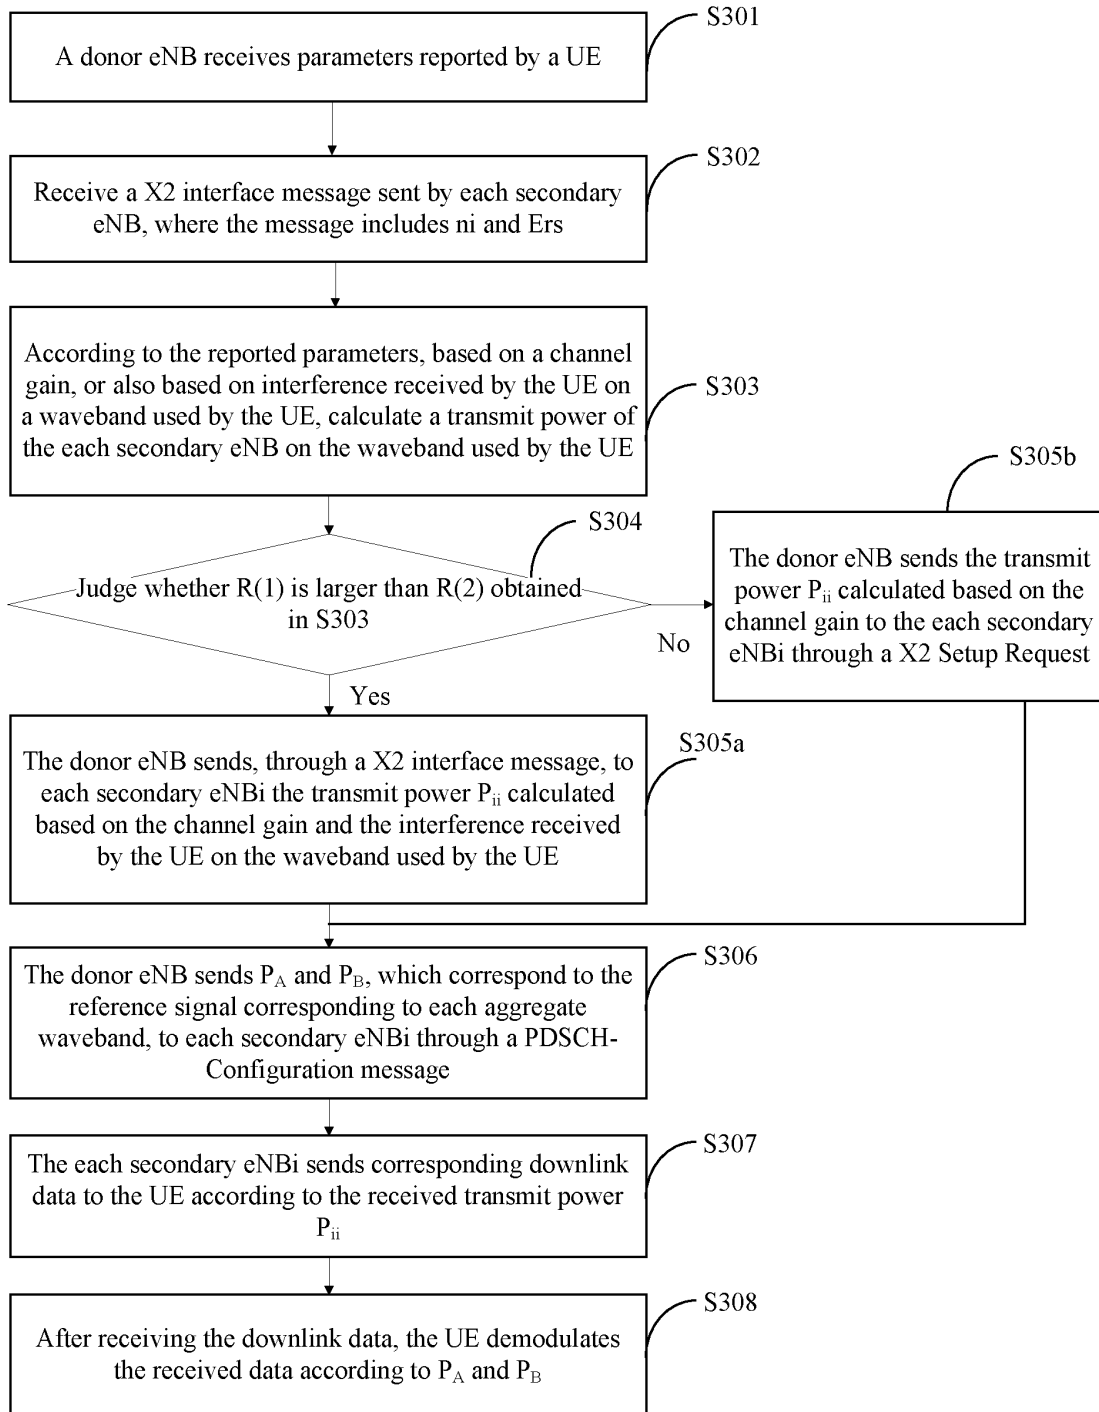 S301
A donor eNB receives parameters reported by a UE
S302
Receive a X2 interface message sent by each secondary
eNB, where the message includes ni and Ers
S303
According to the reported parameters, based on a channel
gain, or also based on interference received by the UE on
a waveband used by the UE, calculate a transmit power of
the each secondary eNB on the waveband used by the UE
S304
Judge whether R(1) is larger than R(2) obtained
in S303
No
Yes
S305b
The donor eNB sends the transmit
power Pii calculated based on the
channel gain to the each secondary
eNBi through a X2 Setup Request
S305a
The donor eNB sends, through a X2 interface message, to
each secondary eNBi the transmit power Pii calculated
based on the channel gain and the interference received
by the UE on the waveband used by the UE
S306
The donor eNB sends PA and PB, which correspond to the
reference signal corresponding to each aggregate
waveband, to each secondary eNBi through a PDSCH-
Configuration message
S307
The each secondary eNBi sends corresponding downlink
data to the UE according to the received transmit power
Pii
S308
After receiving the downlink data, the UE demodulates
the received data according to PA and PB